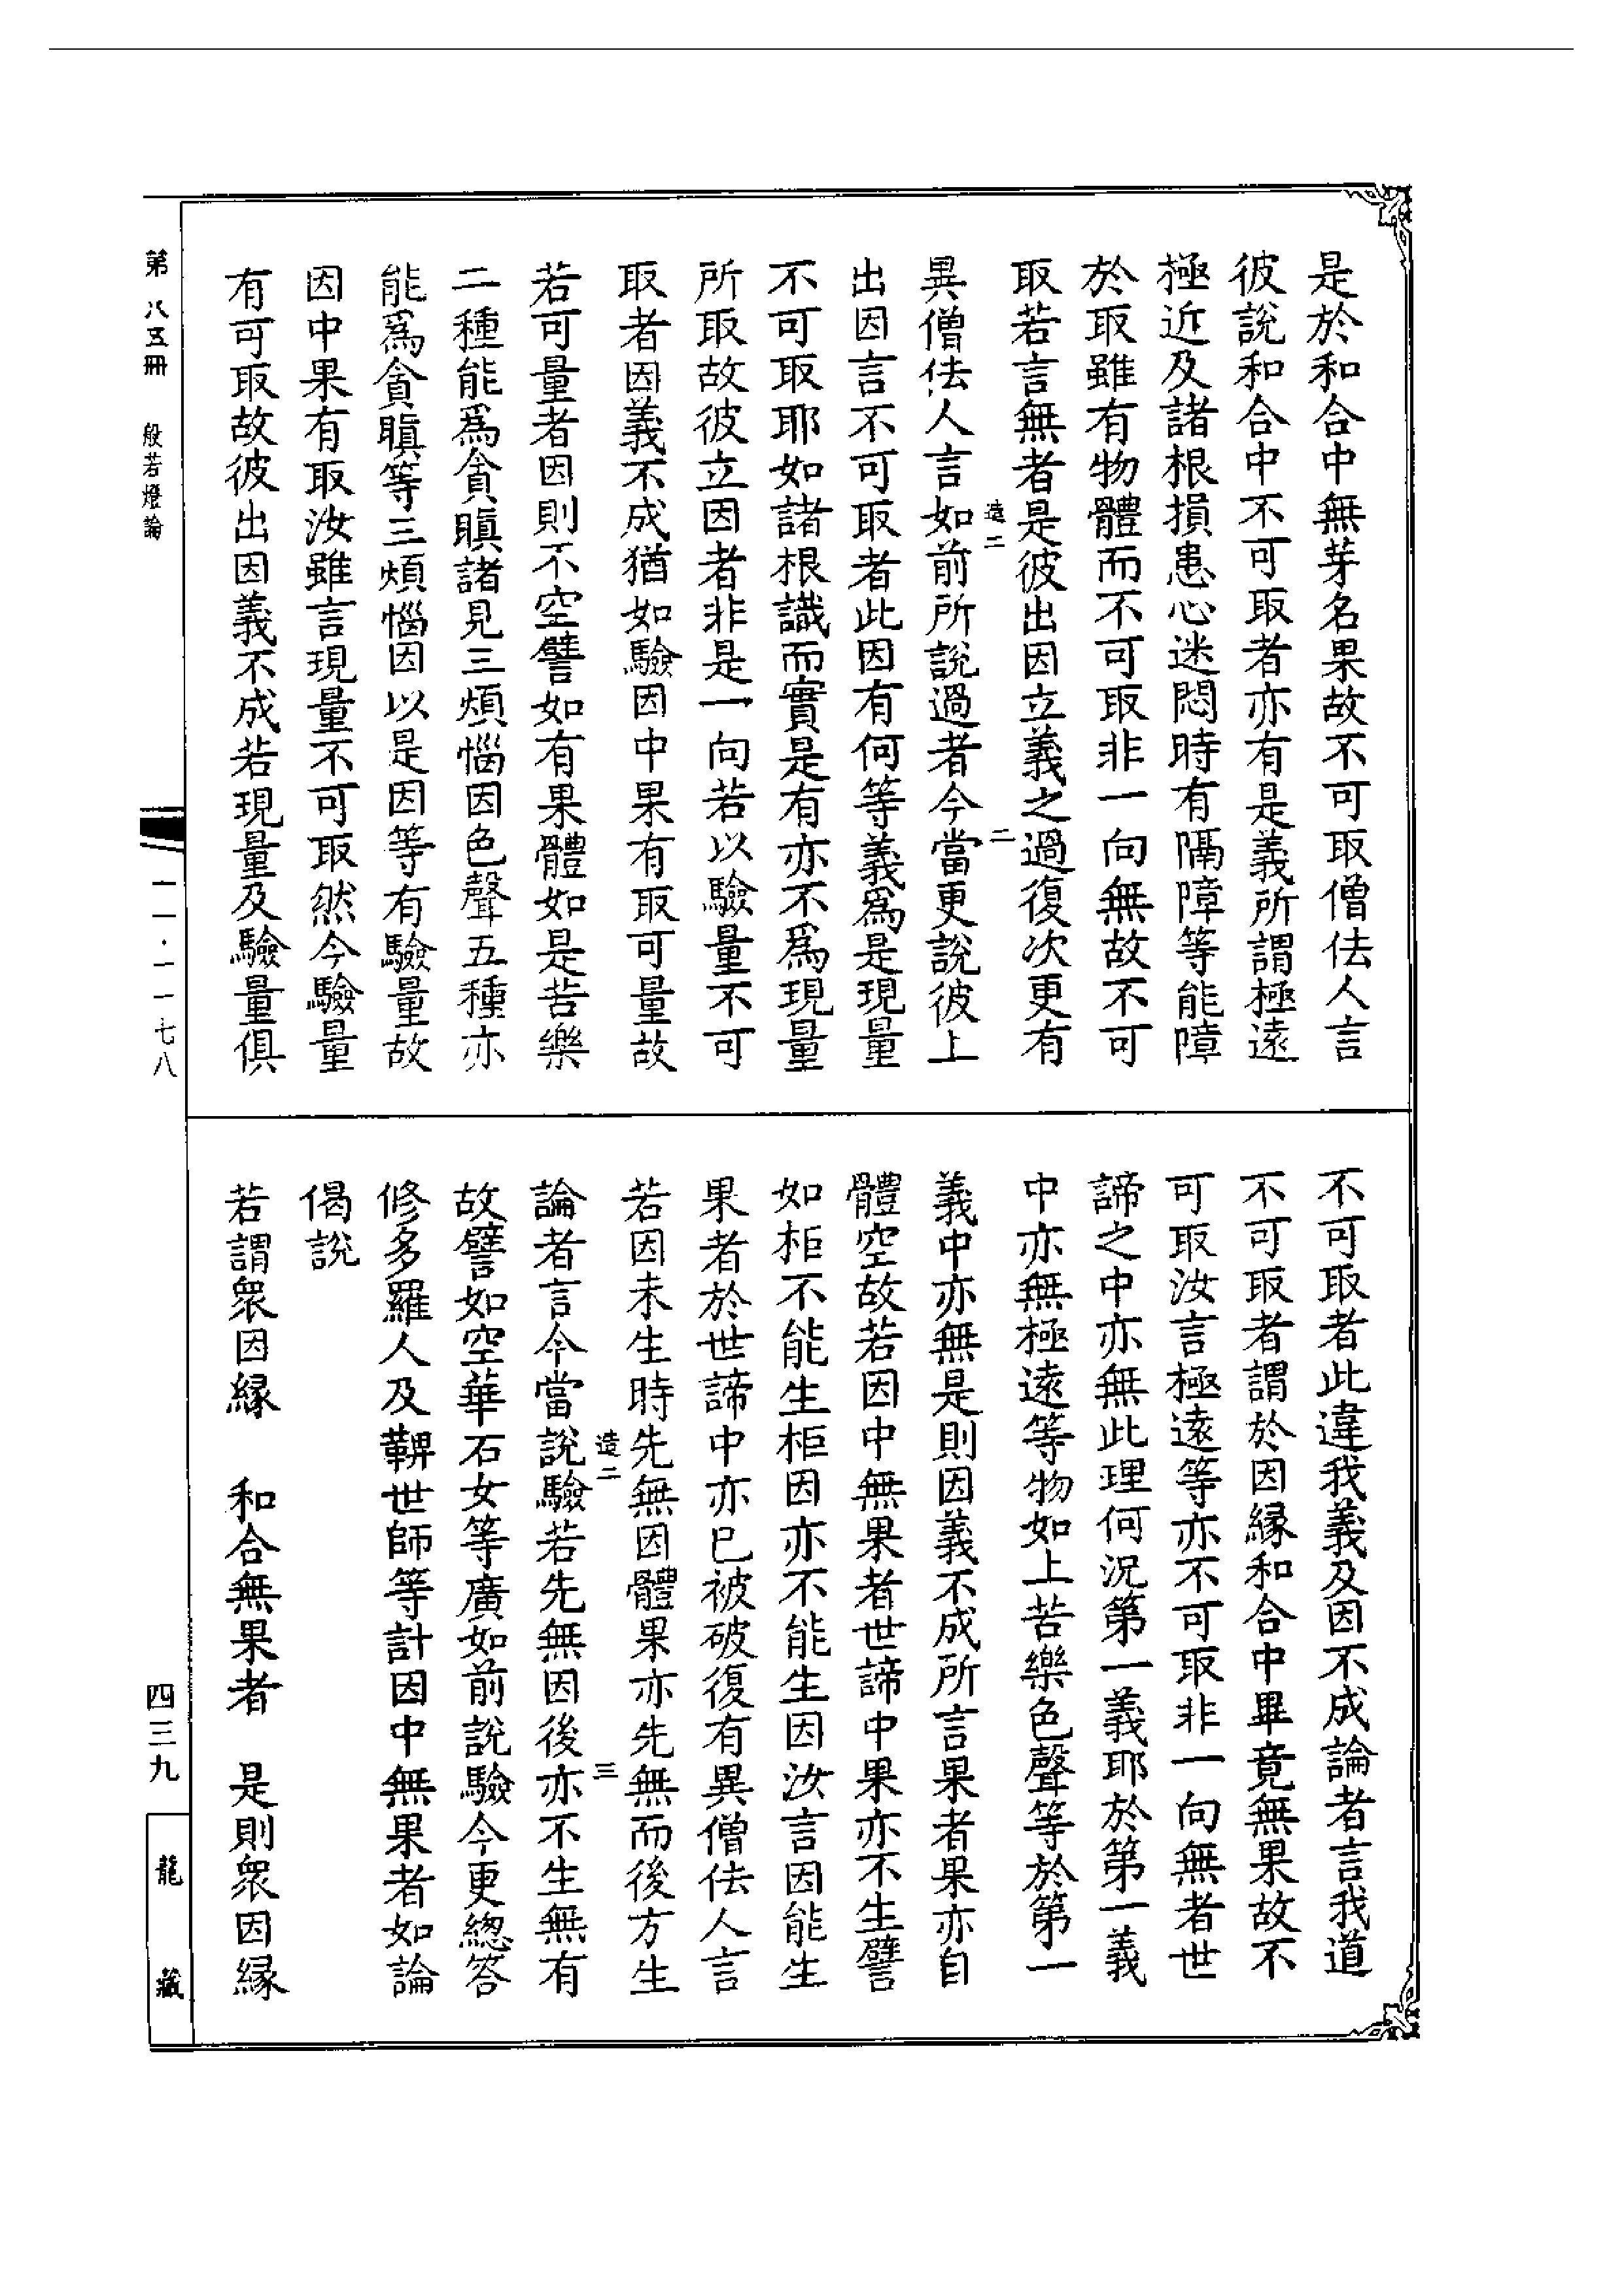 是於和合中無芽名果故不可取僧佉人言
彼說和合中不可取者亦有是義所謂極遠
極近及諸根損患心迷悶時有隔障等能障
於取雖有物體而不可取非一向無故不可
取若言無者是彼出因立義之過復次更有
造二
二
異僧佉人言如前所說過者今當更說彼上
出因言不可取者此因有何等義爲是現量
不可取耶如諸根識而實是有亦不爲現量
所取故彼立因者非是一向若以驗量不可
取者因義不成猶如驗因中果有取可量故
若可量者因則不空譬如有果體如是苦樂
二種能爲貪瞋諸見三煩惱因色聲五種亦
能爲貪瞋等三煩惱因以是因等有驗量故
因中果有取汝雖言現量不可取然今驗量
有可取故彼出因義不成若現量及驗量俱
不可取者此違我義及因不成論者言我道
不可取者謂於因緣和合中畢竟無果故不
可取汝言極遠等亦不可取非一向無者世
諦之中亦無此理何況第一義耶於第一義
中亦無極遠等物如上苦樂色聲等於第一
義中亦無是則因義不成所言果者果亦自
體空故若因中無果者世諦中果亦不生譬
如柜不能生柜因亦不能生因汝言因能生
果者於世諦中亦已被破復有異僧佉人言
若因未生時先無因體果亦先無而後方生
造二
三
論者言今當說驗若先無因後亦不生無有
故譬如空華石女等廣如前說驗今更總答
修多羅人及鞞世師等計因中無果者如論
偈說
若謂衆因緣　和合無果者　是則衆因緣
第八五冊　般若燈論
一一·一一七八
四三九
龍藏